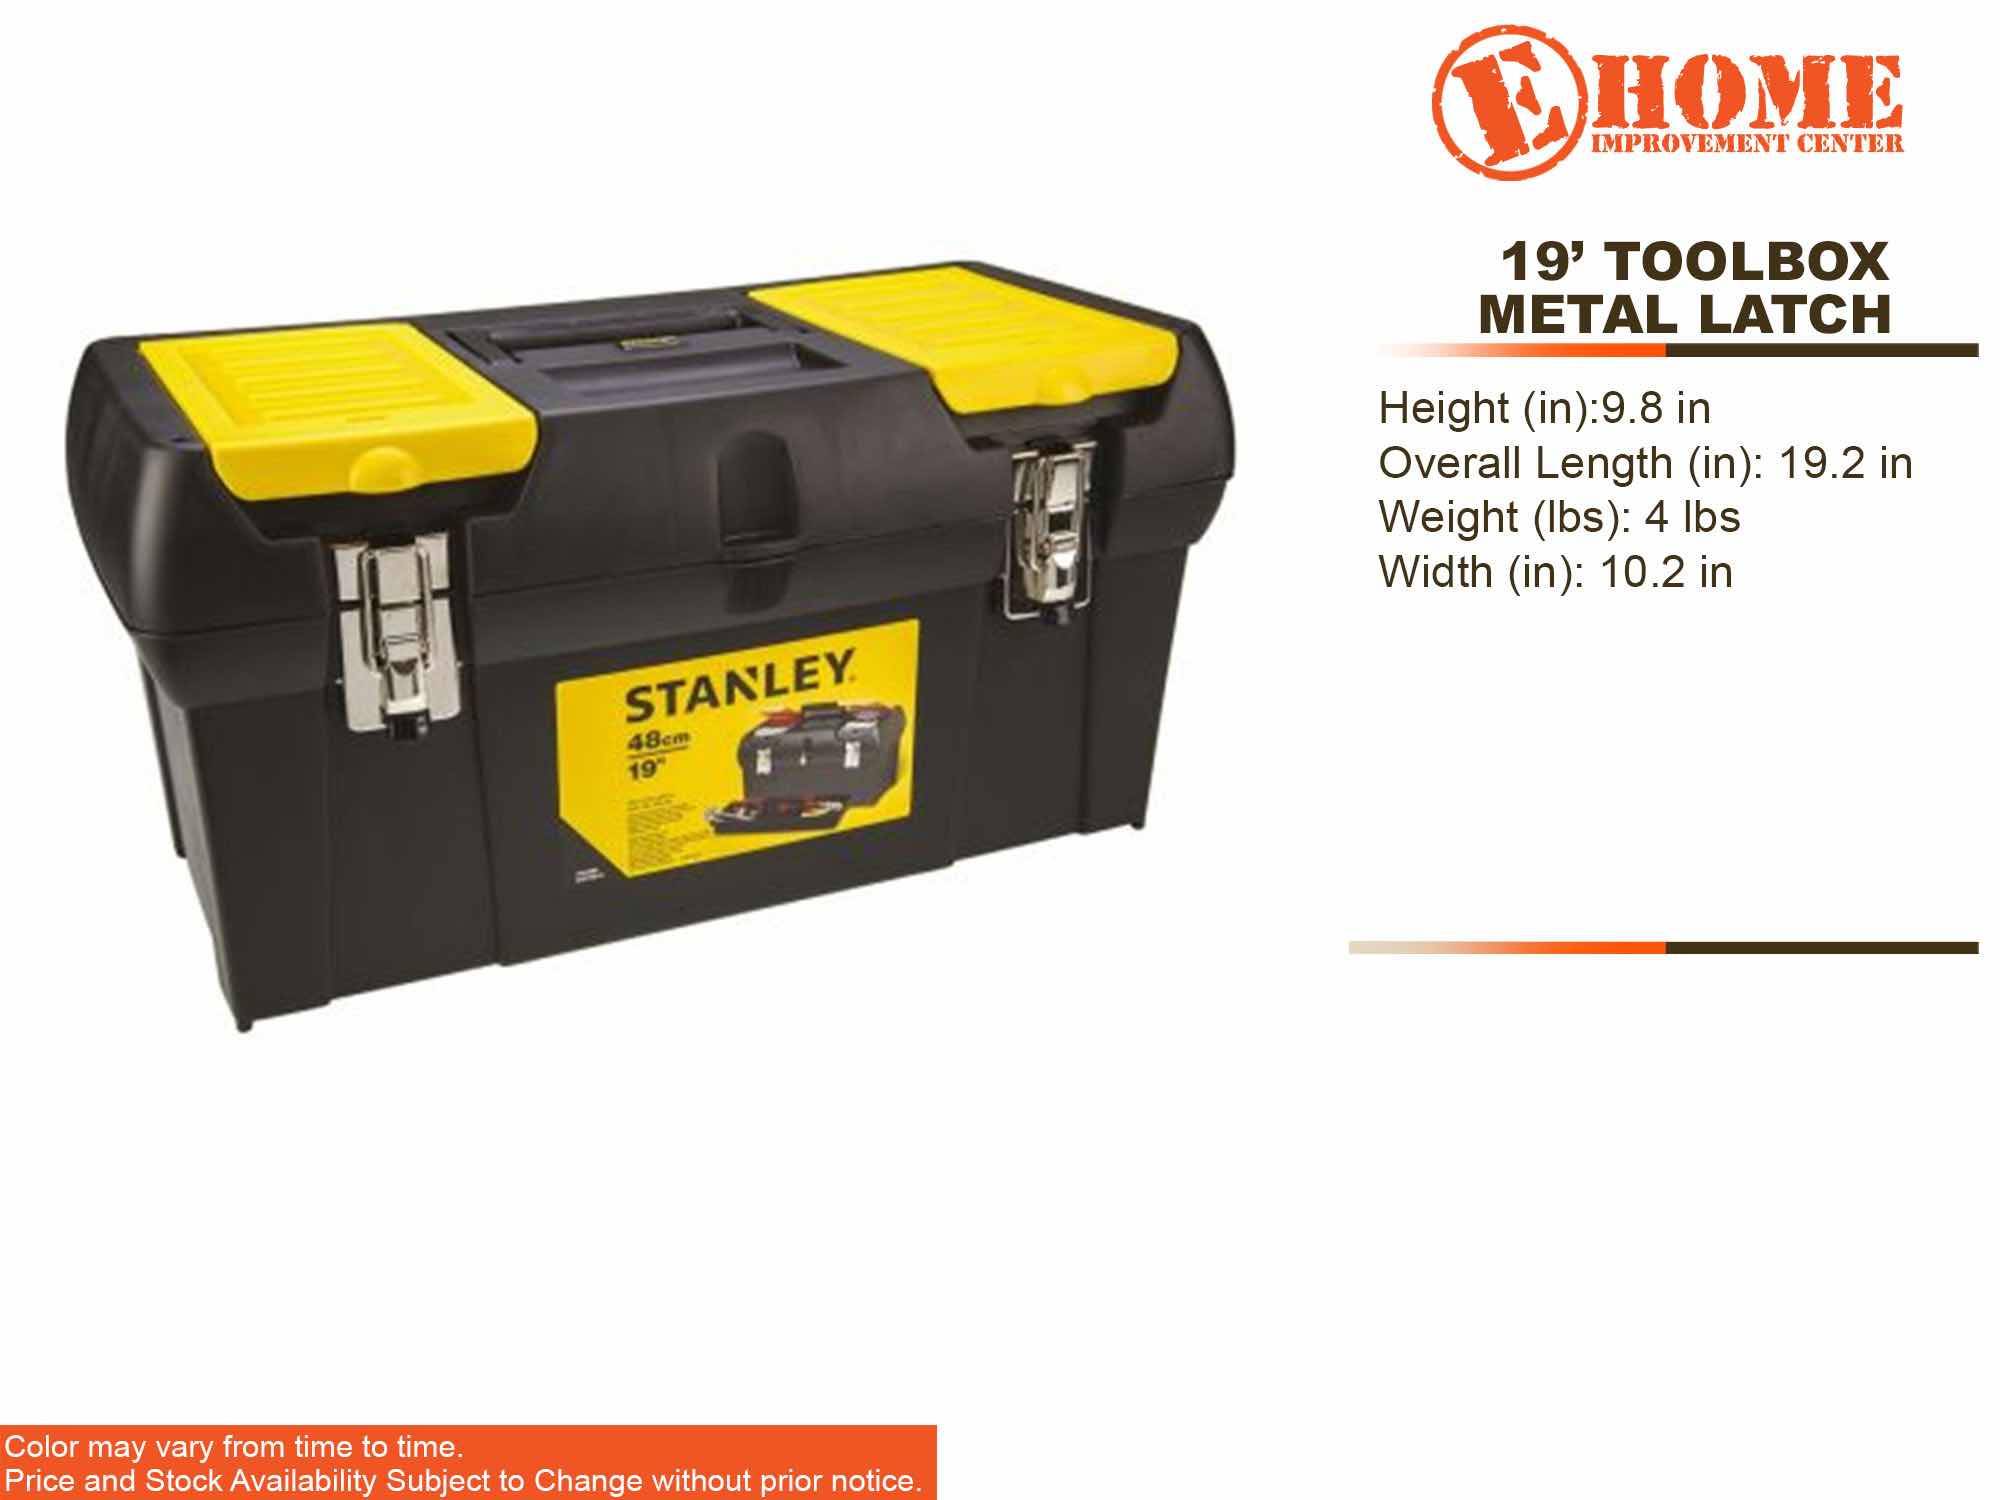 E HOME
IMPROVEMENT CENTER
19’ TOOLBOX
METAL LATCH
Height (in):9.8 in
Overall Length (in): 19.2 in
Weight (lbs): 4 lbs
Width (in): 10.2 in
STANLEY
48cm
19"
Color may vary from time to time.
Price and Stock Availability Subject to Change without prior notice.